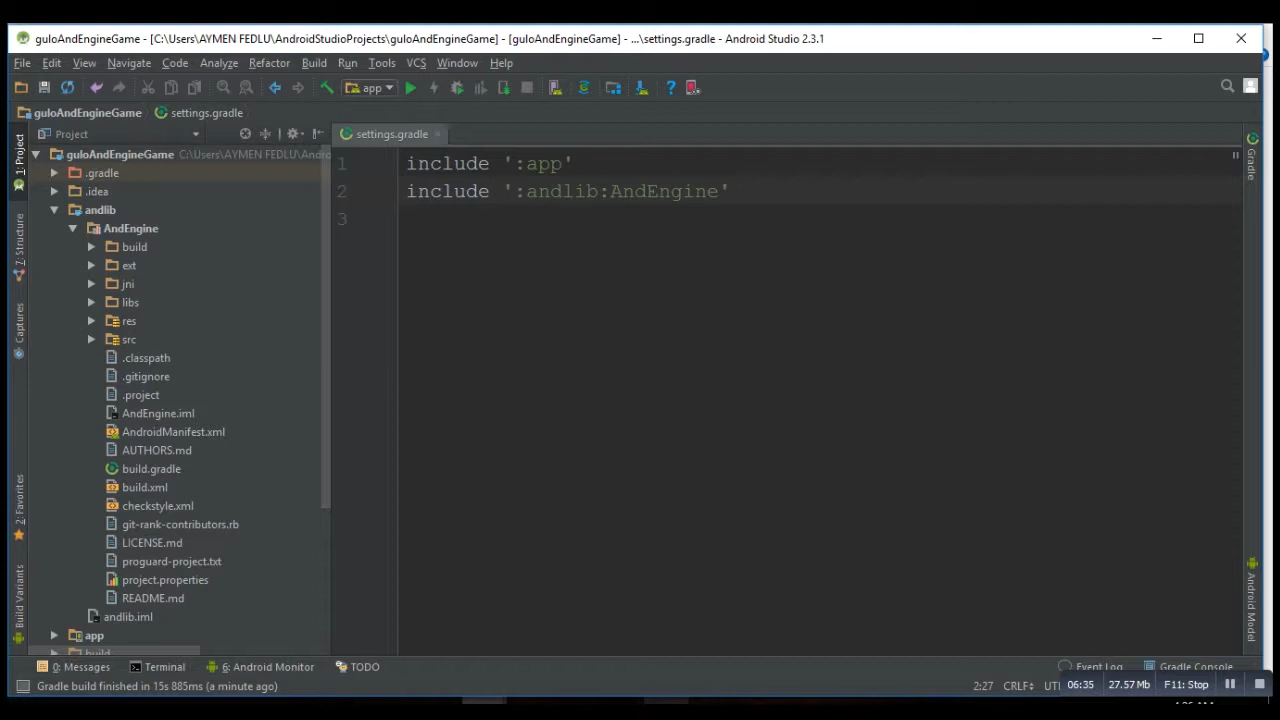 guloAndEngineGame - [C:\Users\AYMEN FEDLU\AndroidStudioProjects\guloAndEngineGame] - [guloAndEngineGame] - ...\settings.gradle - Android Studio 2.3.1
File Edit View Navigate Code Analyze Refactor Build Run Tools VCS Window Help
app
guloAndEngineGame settings.gradle
Project
settings.gradle
guloAndEngineGame C:\Users\AYMEN FEDLU\Andro
.gradle
.idea
andlib
AndEngine
build
ext
jni
libs
res
src
.classpath
.gitignore
.project
AndEngine.iml
AndroidManifest.xml
AUTHORS.md
build.gradle
build.xml
checkstyle.xml
git-rank-contributors.rb
LICENSE.md
proguard-project.txt
project.properties
README.md
andlib.iml
app
build
1 include ':app'
2 include ':andlib:AndEngine'
3
1: Project
7: Structure
Captures
2: Favorites
Build Variants
Gradle
Android Model
0: Messages Terminal 6: Android Monitor TODO Event Log Gradle Console
Gradle build finished in 15s 885ms (a minute ago) 2:27 CRLF UT
06:35 27.57 Mb F11: Stop